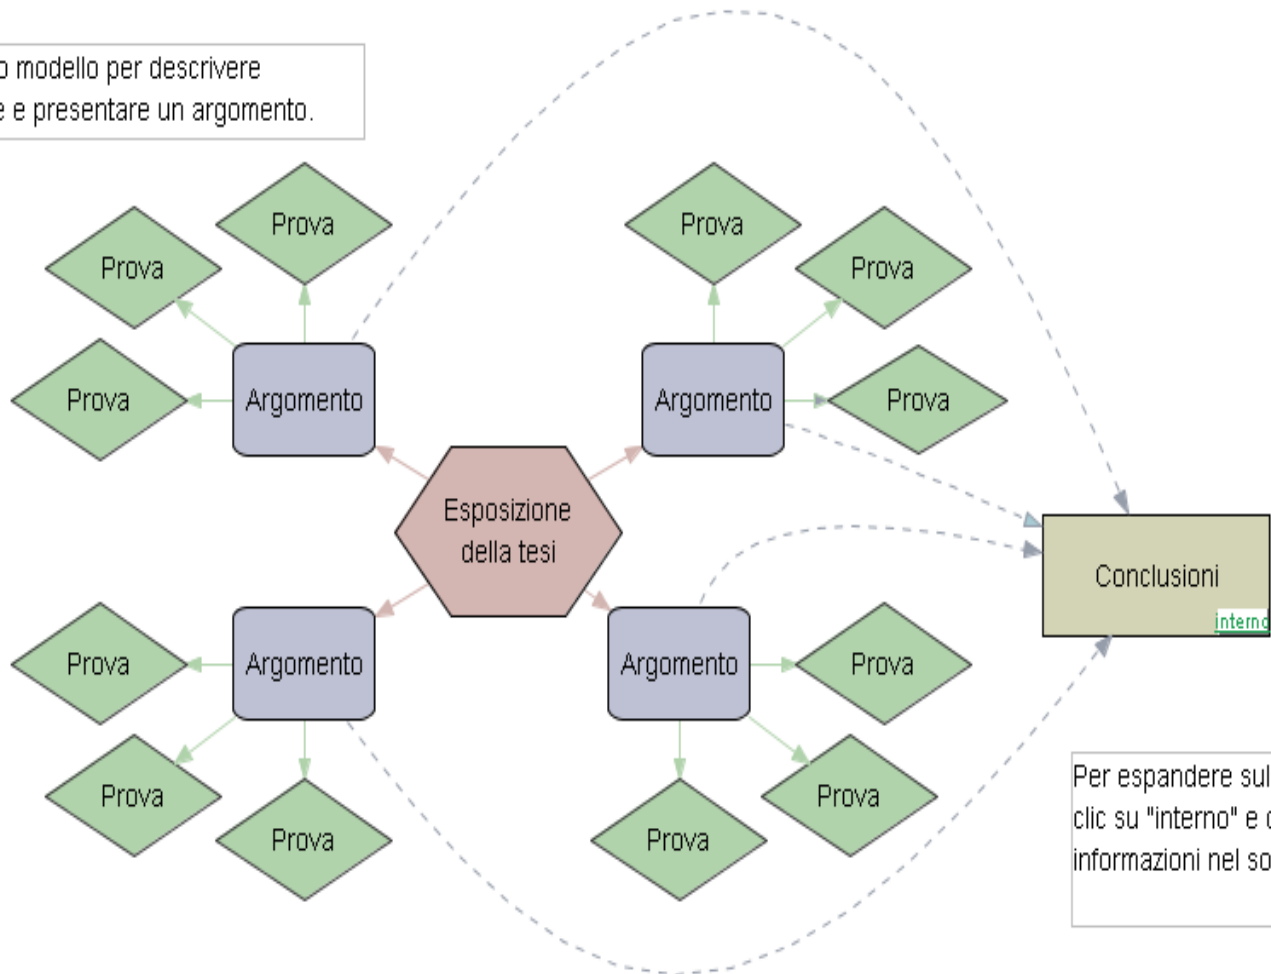 modello per descrivere
e presentare un argomento.
Prova
Prova
Prova
Prova
Prova
Prova
Argomento
Argomento
Esposizione
della tesi
Conclusioni
interno
Argomento
Argomento
Prova
Prova
Prova
Prova
Prova
Prova
Per espandere sul
clic su "interno" e
informazioni nel